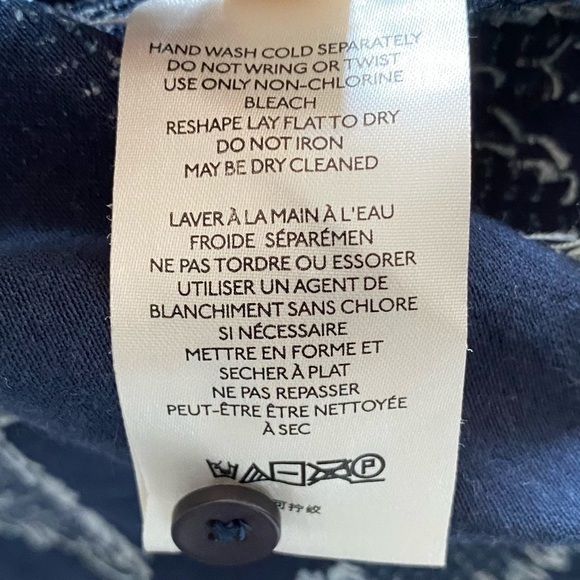 HAND WASH COLD SEPARATELY
DO NOT WRING OR TWIST
USE ONLY NON-CHLORINE
BLEACH
RESHAPE LAY FLAT TO DRY
DO NOT IRON
MAY BE DRY CLEANED
LAVER À LA MAIN À L'EAU
FROIDE SÉPARÉMEN
NE PAS TORDRE OU ESSORER
UTILISER UN AGENT DE
BLANCHIMENT SANS CHLORE
SI NÉCESSAIRE
METTRE EN FORME ET
SECHER À PLAT
NE PAS REPASSER
PEUT-ÊTRE ÊTRE NETTOYÉE
À SEC
P
可拧绞